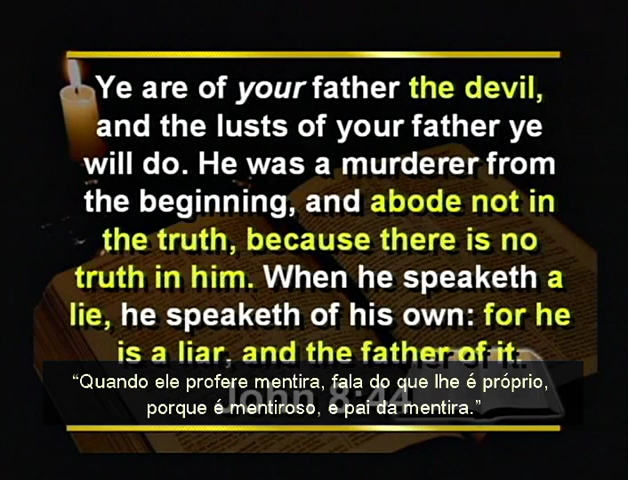 Ye are of your father the devil,
and the lusts of your father ye
will do. He was a murderer from
the beginning, and abode not in
the truth, because there is no
truth in him. When he speaketh a
lie, he speaketh of his own: for he
is a liar, and the father of it.
“Quando ele profere mentira, fala do que lhe é próprio,
John 8:44
porque é mentiroso, e pai da mentira.”